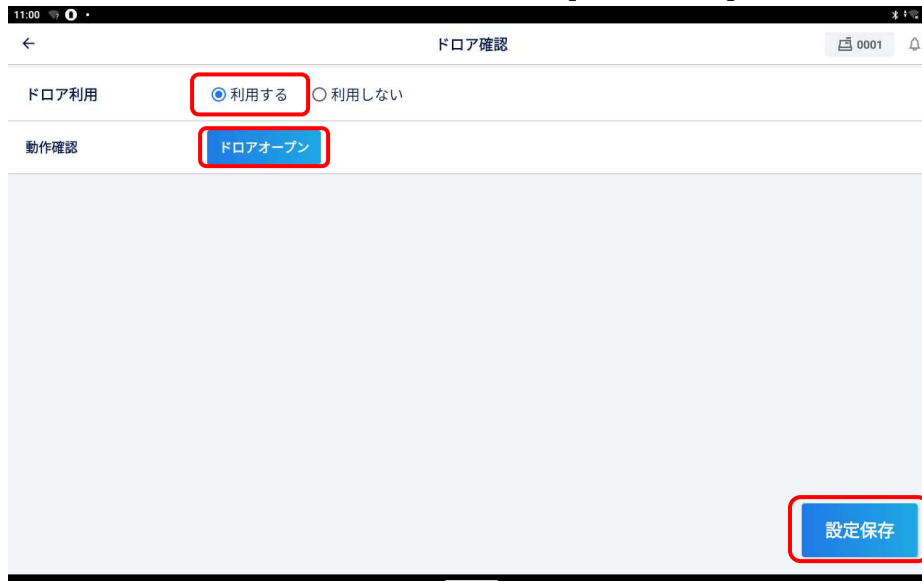 11:00
ドロア確認
0001
ドロア利用
利用する 利用しない
動作確認
ドロアオープン
設定保存